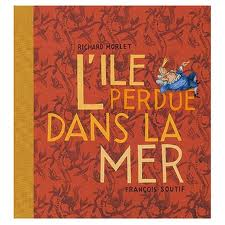 RICHARD MORLET
L'ILE
PERDUE
DANS LA
MER
FRANÇOIS SOUTIF